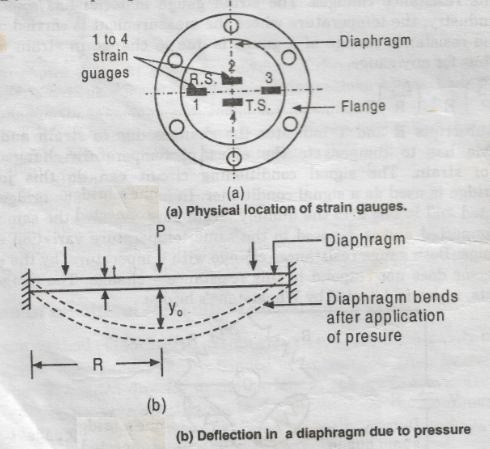 1 to 4
strain
guages
Diaphragm
R.S.
2
3
1
T.S.
4
Flange
(a)
(a) Physical location of strain gauges.
P
Diaphragm
t
y₀
Diaphragm bends
after application
of presure
R
(b)
(b) Deflection in a diaphragm due to pressure